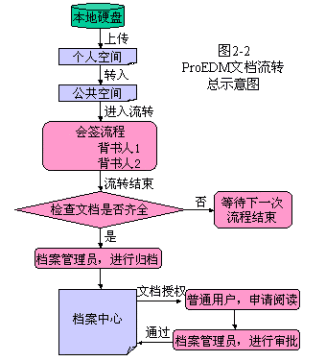 本地硬盘
上传
个人空间
转入
公共空间
进入流转
图2-2
ProEDM文档流转
总示意图
会签流程
背书人1
背书人2
流转结束
检查文档是否齐全
否
等待下一次
流程结束
是
档案管理员,进行归档
文档授权
档案中心
普通用户,申请阅读
通过
档案管理员,进行审批